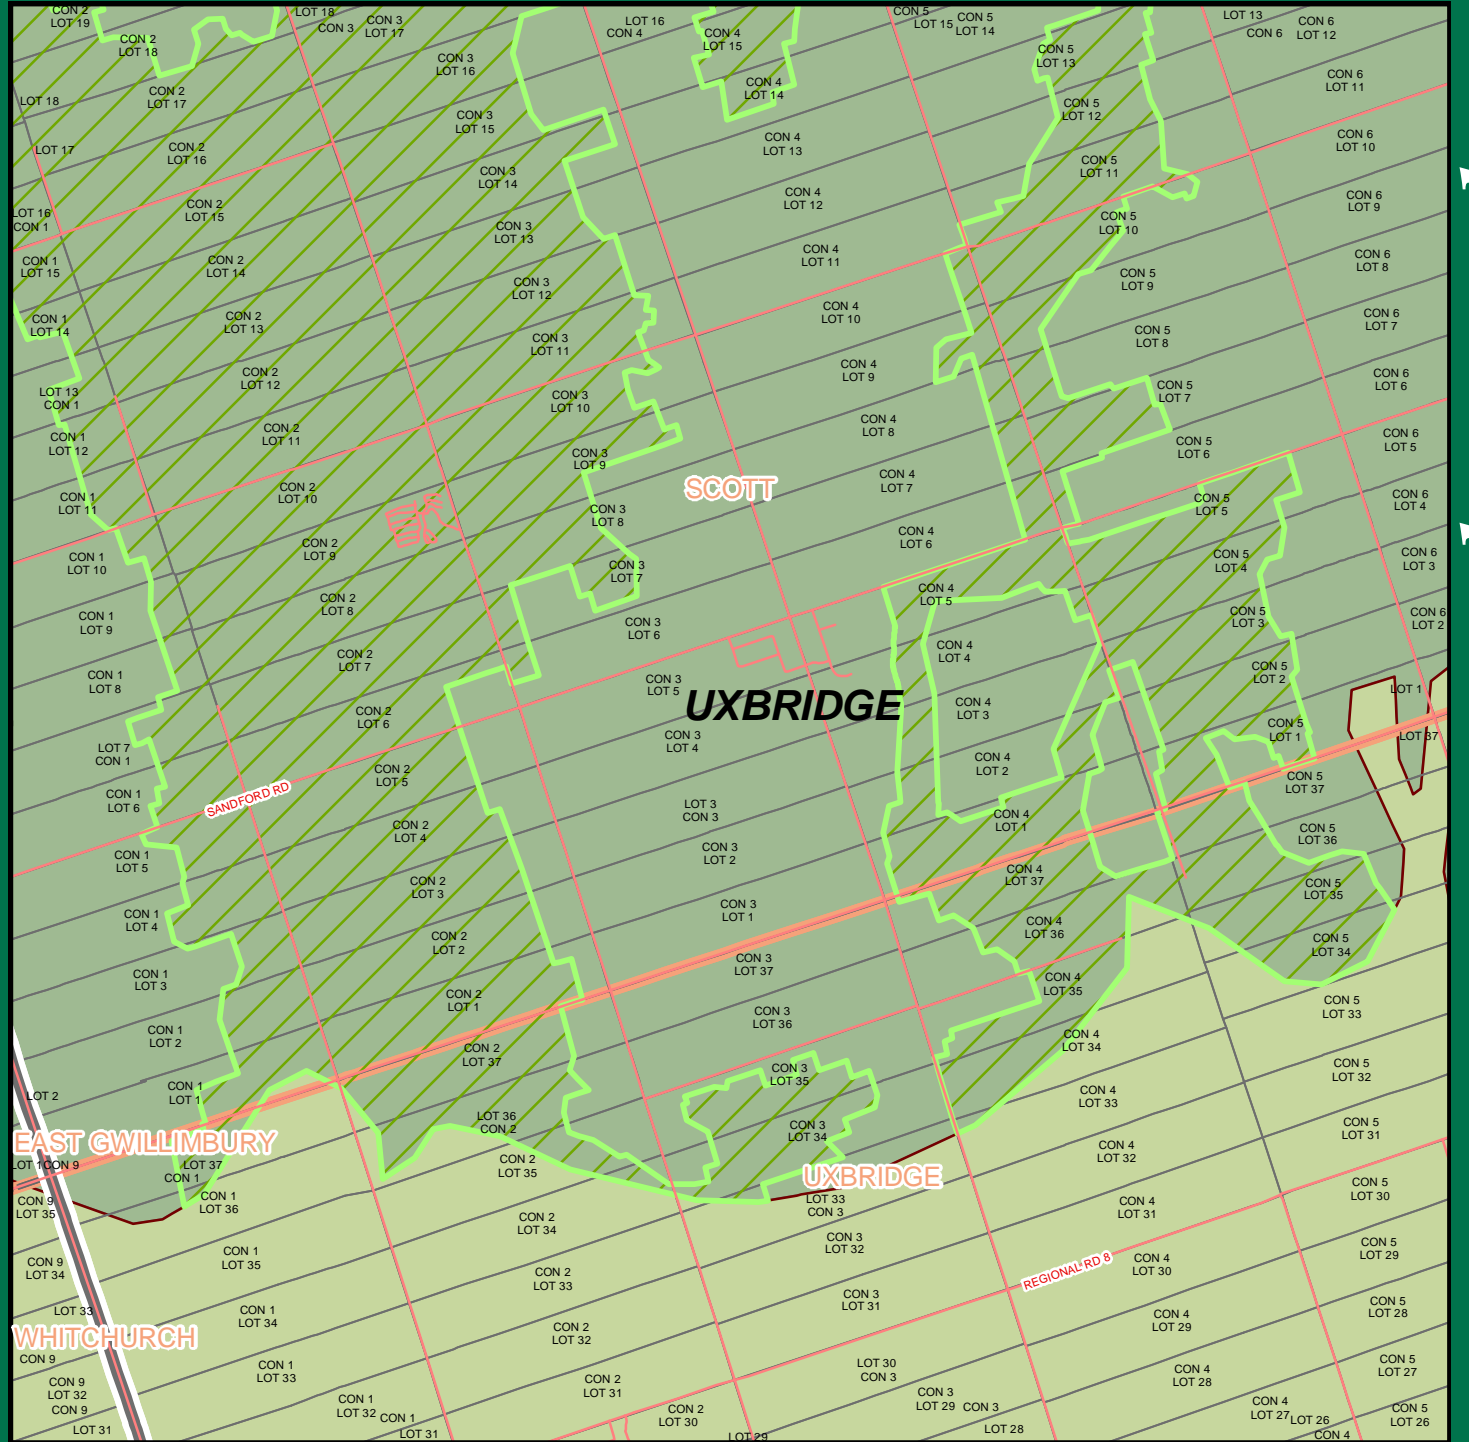 CON 2
LOT 19
CON 2
LOT 18
LOT 18
CON 3
CON 3
LOT 17
LOT 16
CON 4
CON 4
LOT 15
CON 5
LOT 15
CON 5
LOT 14
LOT 13
CON 6
CON 6
LOT 12
CON 3
LOT 16
CON 5
LOT 13
CON 6
LOT 11
LOT 18
CON 2
LOT 17
CON 4
LOT 14
CON 5
LOT 12
CON 3
LOT 15
CON 4
LOT 13
CON 6
LOT 10
LOT 17
CON 2
LOT 16
CON 3
LOT 14
CON 5
LOT 11
CON 4
LOT 12
CON 6
LOT 9
LOT 16
CON 1
CON 2
LOT 15
CON 3
LOT 13
CON 5
LOT 10
CON 4
LOT 11
CON 6
LOT 8
CON 1
LOT 15
CON 2
LOT 14
CON 3
LOT 12
CON 5
LOT 9
CON 4
LOT 10
CON 6
LOT 7
CON 1
LOT 14
CON 2
LOT 13
CON 3
LOT 11
CON 5
LOT 8
CON 4
LOT 9
CON 6
LOT 6
CON 2
LOT 12
LOT 13
CON 1
CON 3
LOT 10
CON 5
LOT 7
CON 4
LOT 8
CON 6
LOT 5
CON 1
LOT 12
CON 2
LOT 11
CON 3
LOT 9
CON 5
LOT 6
CON 4
LOT 7
SCOTT
CON 1
LOT 11
CON 2
LOT 10
CON 5
LOT 5
CON 6
LOT 4
CON 3
LOT 8
CON 4
LOT 6
CON 1
LOT 10
CON 2
LOT 9
CON 5
LOT 4
CON 6
LOT 3
CON 3
LOT 7
CON 4
LOT 5
CON 1
LOT 9
CON 2
LOT 8
CON 5
LOT 3
CON 6
LOT 2
CON 3
LOT 6
CON 4
LOT 4
CON 1
LOT 8
CON 2
LOT 7
CON 5
LOT 2
LOT 1
CON 3
LOT 5
UXBRIDGE
CON 4
LOT 3
CON 2
LOT 6
CON 5
LOT 1
LOT 37
LOT 7
CON 1
CON 3
LOT 4
CON 4
LOT 2
CON 2
LOT 5
CON 5
LOT 37
SANDFORD RD
CON 1
LOT 6
LOT 3
CON 3
CON 4
LOT 1
CON 2
LOT 4
CON 5
LOT 36
CON 1
LOT 5
CON 3
LOT 2
CON 4
LOT 37
CON 2
LOT 3
CON 5
LOT 35
CON 1
LOT 4
CON 3
LOT 1
CON 4
LOT 36
CON 2
LOT 2
CON 5
LOT 34
CON 1
LOT 3
CON 3
LOT 37
CON 4
LOT 35
CON 2
LOT 1
CON 5
LOT 33
CON 1
LOT 2
CON 3
LOT 36
CON 4
LOT 34
CON 2
LOT 37
CON 5
LOT 32
CON 1
LOT 1
LOT 2
CON 3
LOT 35
CON 4
LOT 33
LOT 36
CON 2
CON 3
LOT 34
CON 5
LOT 31
EAST GWILLIMBURY
CON 4
LOT 32
LOT 1
CON 9
LOT 37
CON 1
CON 2
LOT 35
UXBRIDGE
CON 5
LOT 30
CON 9
LOT 35
CON 1
LOT 36
LOT 33
CON 3
CON 4
LOT 31
CON 2
LOT 34
CON 3
LOT 32
CON 5
LOT 29
CON 9
LOT 34
CON 1
LOT 35
REGIONAL RD 8
CON 4
LOT 30
CON 2
LOT 33
CON 3
LOT 31
CON 5
LOT 28
LOT 33
CON 1
LOT 34
CON 4
LOT 29
WHITCHURCH
CON 2
LOT 32
CON 9
CON 1
LOT 33
LOT 30
CON 3
CON 4
LOT 28
CON 5
LOT 27
CON 9
LOT 32
CON 9
CON 2
LOT 31
CON 3
LOT 29
CON 3
LOT 28
CON 4
LOT 27
LOT 26
CON 4
CON 5
LOT 26
CON 1
LOT 32
CON 1
LOT 31
CON 2
LOT 30
LOT 31
LOT 29